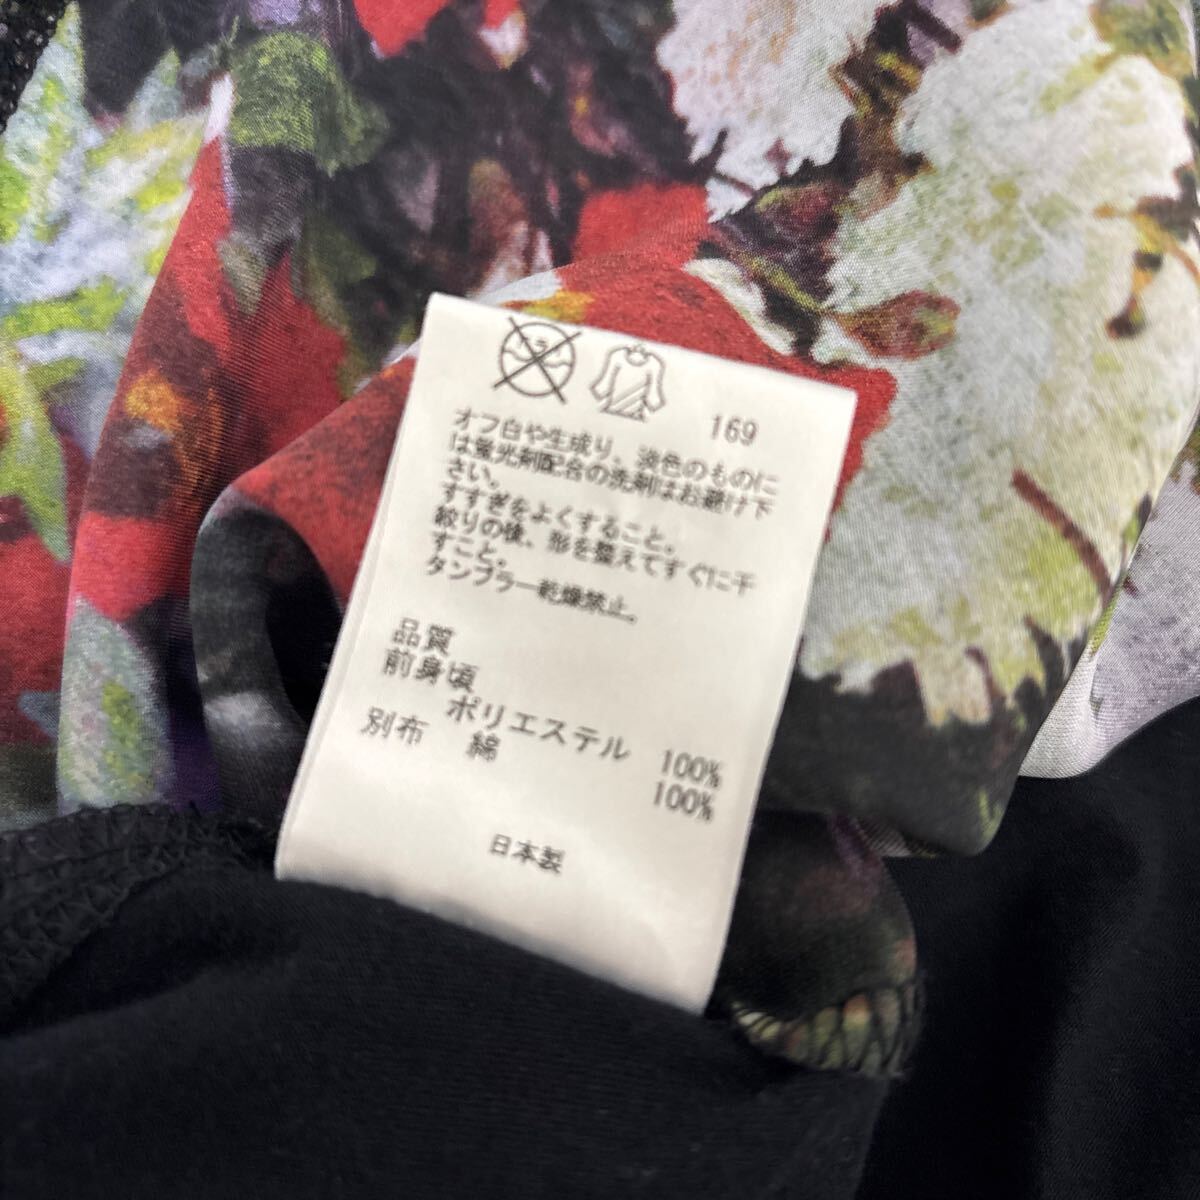 169
オフ白や生成り、淡色のものに
は蛍光剤配合の洗剤はお避け下
さい。
すすぎをよくすること。
絞りの後、形を整えてすぐに干
すこと。
タンブラー乾燥禁止。
品質
前身頃
ポリエステル 100%
別布 綿 100%
日本製